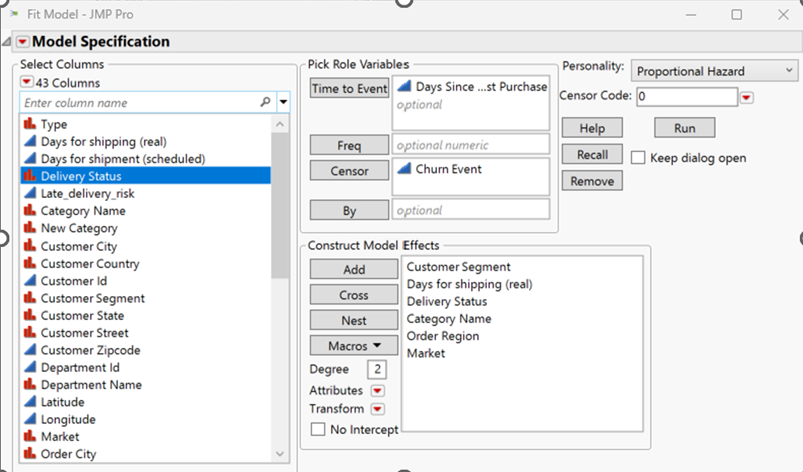 Fit Model - JMP Pro
Model Specification
Select Columns
43 Columns
Enter column name
Type
Days for shipping (real)
Days for shipment (scheduled)
Delivery Status
Late_delivery_risk
Category Name
New Category
Customer City
Customer Country
Customer Id
Customer Segment
Customer State
Customer Street
Customer Zipcode
Department Id
Department Name
Latitude
Longitude
Market
Order City
Pick Role Variables
Time to Event
Days Since ...st Purchase
optional
Freq
optional numeric
Censor
Churn Event
By
optional
Personality:
Proportional Hazard
Censor Code:
0
Help
Run
Recall
Keep dialog open
Remove
Construct Model Effects
Add
Cross
Nest
Macros
Degree
2
Attributes
Transform
No Intercept
Customer Segment
Days for shipping (real)
Delivery Status
Category Name
Order Region
Market